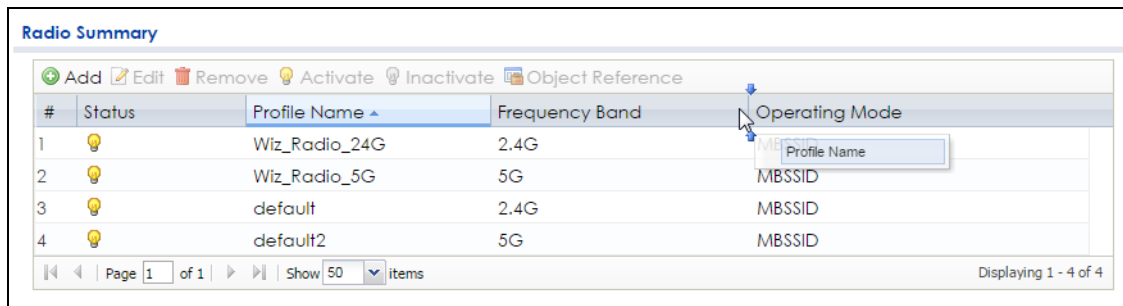 Radio Summary
Add Edit Remove Activate Inactivate Object Reference
# Status Profile Name Frequency Band Operating Mode
1 Wiz_Radio_24G 2.4G MBSSID
Profile Name
2 Wiz_Radio_5G 5G MBSSID
3 default 2.4G MBSSID
4 default2 5G MBSSID
Page 1 of 1 Show 50 items Displaying 1 - 4 of 4